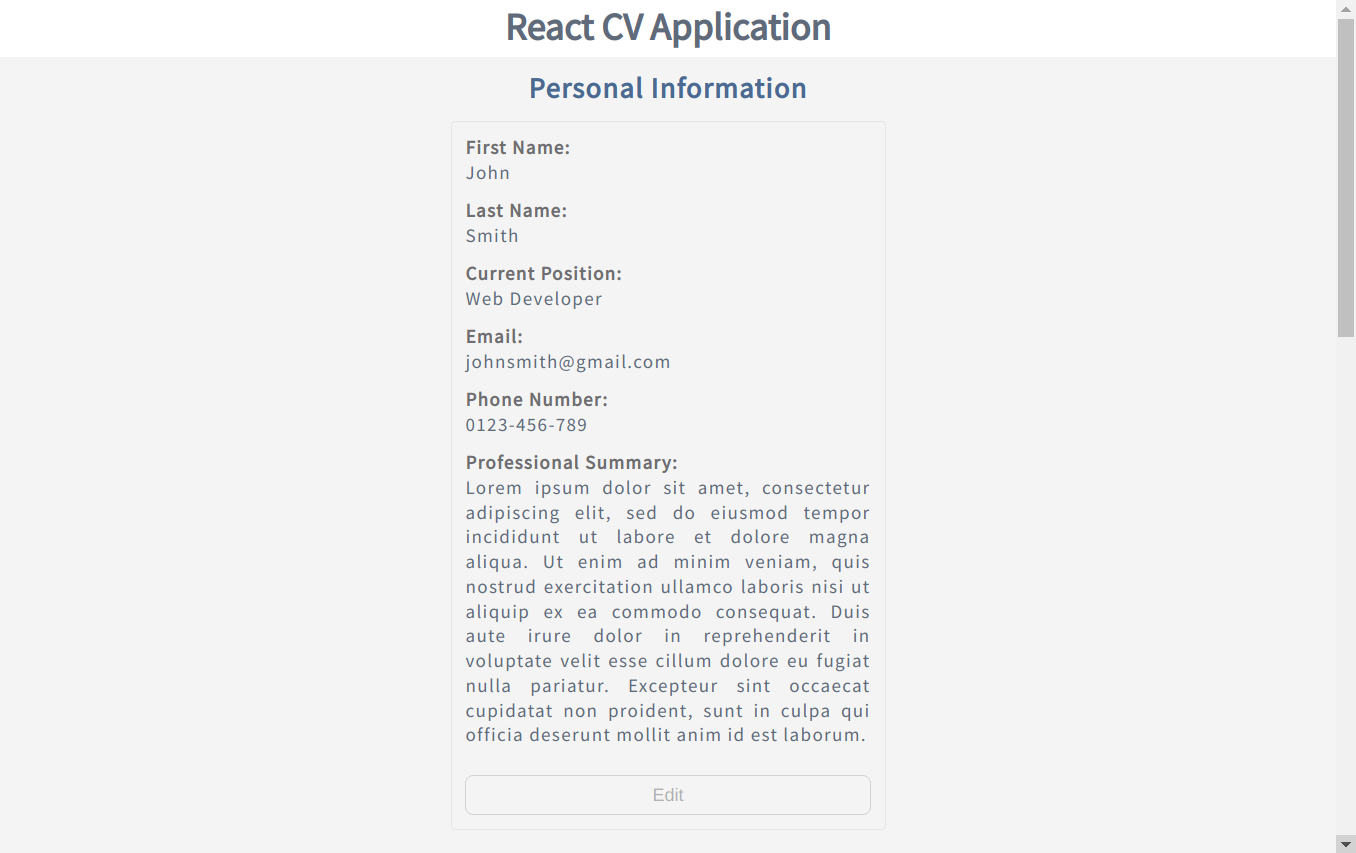 React CV Application
Personal Information
First Name:
John
Last Name:
Smith
Current Position:
Web Developer
Email:
johnsmith@gmail.com
Phone Number:
0123-456-789
Professional Summary:
Lorem ipsum dolor sit amet, consectetur
adipiscing elit, sed do eiusmod tempor
incididunt ut labore et dolore magna
aliqua. Ut enim ad minim veniam, quis
nostrud exercitation ullamco laboris nisi ut
aliquip ex ea commodo consequat. Duis
aute irure dolor in reprehenderit in
voluptate velit esse cillum dolore eu fugiat
nulla pariatur. Excepteur sint occaecat
cupidatat non proident, sunt in culpa qui
officia deserunt mollit anim id est laborum.
Edit